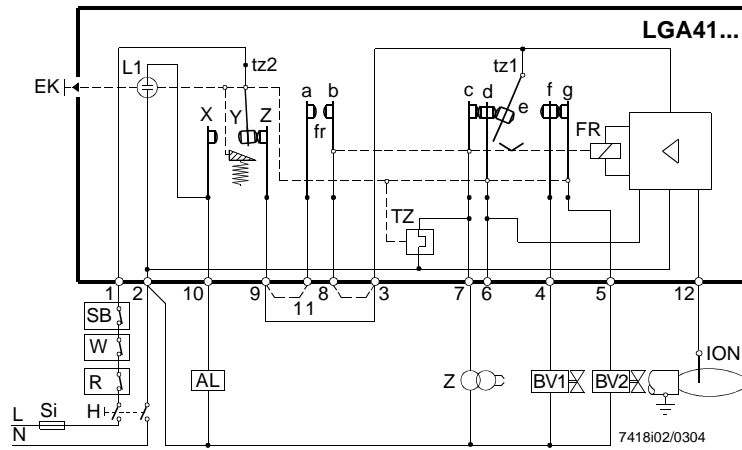 LGA41...
L1
tz2
tz1
EK
X Y Z a b c d e f g
fr
FR
TZ
1 2 10 9 11 8 3 7 6 4 5 12
SB
W
R
AL
Z
BV1
BV2
ION
L Si H
N
7418i02/0304